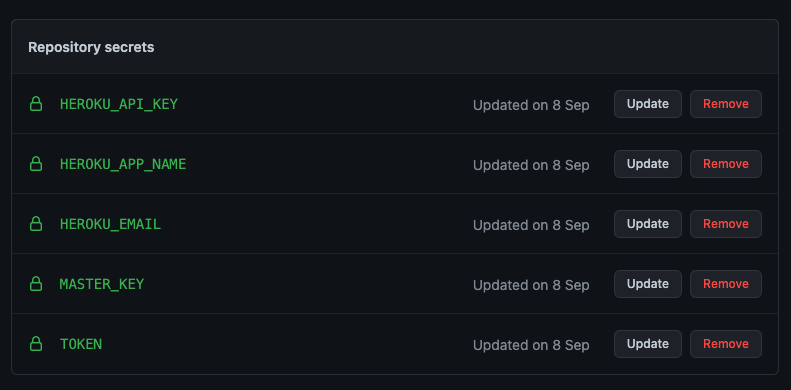 Repository secrets
HEROKU_API_KEY Updated on 8 Sep Update Remove
HEROKU_APP_NAME Updated on 8 Sep Update Remove
HEROKU_EMAIL Updated on 8 Sep Update Remove
MASTER_KEY Updated on 8 Sep Update Remove
TOKEN Updated on 8 Sep Update Remove